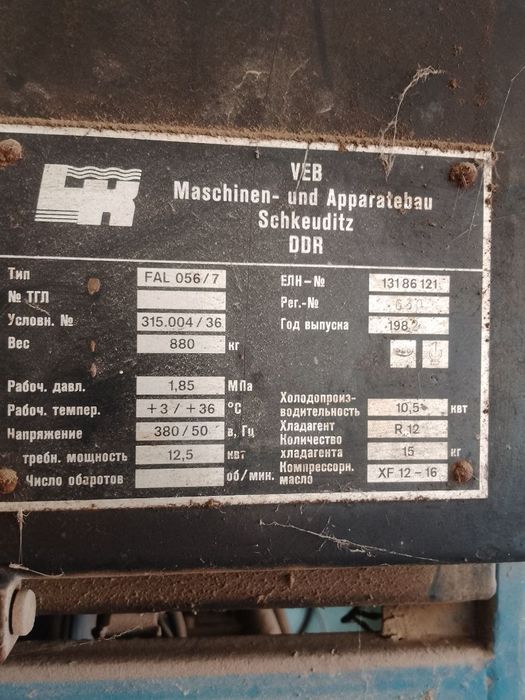 VEB
Maschinen- und Apparatebau
Schkeuditz
DDR
Тип FAL 056/7
№ ТГЛ
Условн. № 315.004/36
Вес 880 кг
Рабоч. давл. 1,85 МПа
Рабоч. темпер. +3/+36 °C
Напряжение 380/50 в, Гц
требн. мощность 12,5 квт
Число оборотов об/мин.
ЕЛН-№ 13186121
Рег.-№
Год выпуска
Холодопроиз-
водительность 10,5 квт
Хладагент R 12
Количество
хладагента 15 кг
Компрессорн.
масло XF 12-16